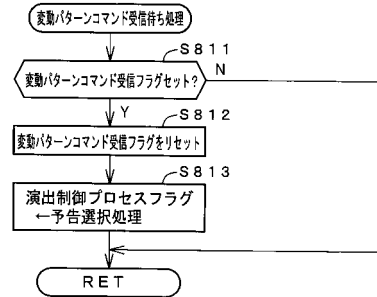 変動パターンコマンド受信待ち処理
S811
変動パターンコマンド受信フラグセット?
N
Y
S812
変動パターンコマンド受信フラグをリセット
S813
演出制御プロセスフラグ
←予告選択処理
RET